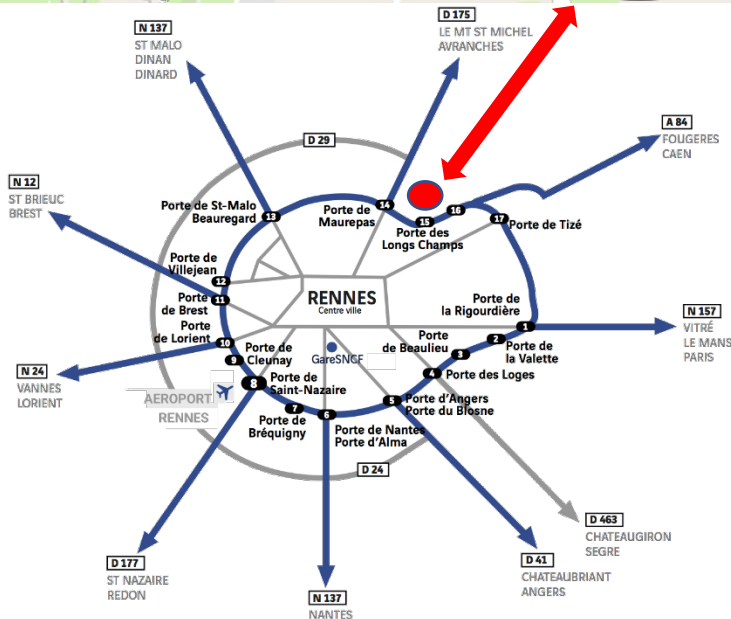 D 175
LE MT ST MICHEL
AVRANCHES
N 137
ST MALO
DINAN
DINARD
A 84
FOUGERES
CAEN
D 29
N 12
ST BRIEUC
BREST
Porte de St-Malo
Beauregard
13
14
Porte de
Maurepas
15
16
Porte des
Longs Champs
17
Porte de Tizé
Porte de
Villejean
12
Porte
de Brest
11
RENNES
Centre ville
Porte de
la Rigourdière
1
N 157
VITRÉ
LE MANS
PARIS
Porte
de Lorient
10
Porte de
Cleunay
9
GareSNCF
Porte
de Beaulieu
3
2
Porte de
la Valette
N 24
VANNES
LORIENT
8
Porte de
Saint-Nazaire
4
Porte des Loges
AEROPORT
RENNES
7
Porte de
Bréquigny
6
Porte de Nantes
Porte d'Alma
5
Porte d'Angers
Porte du Blosne
D 24
D 463
CHATEAUGIRON
SEGRE
D 177
ST NAZAIRE
REDON
D 41
CHATEAUBRIANT
ANGERS
N 137
NANTES